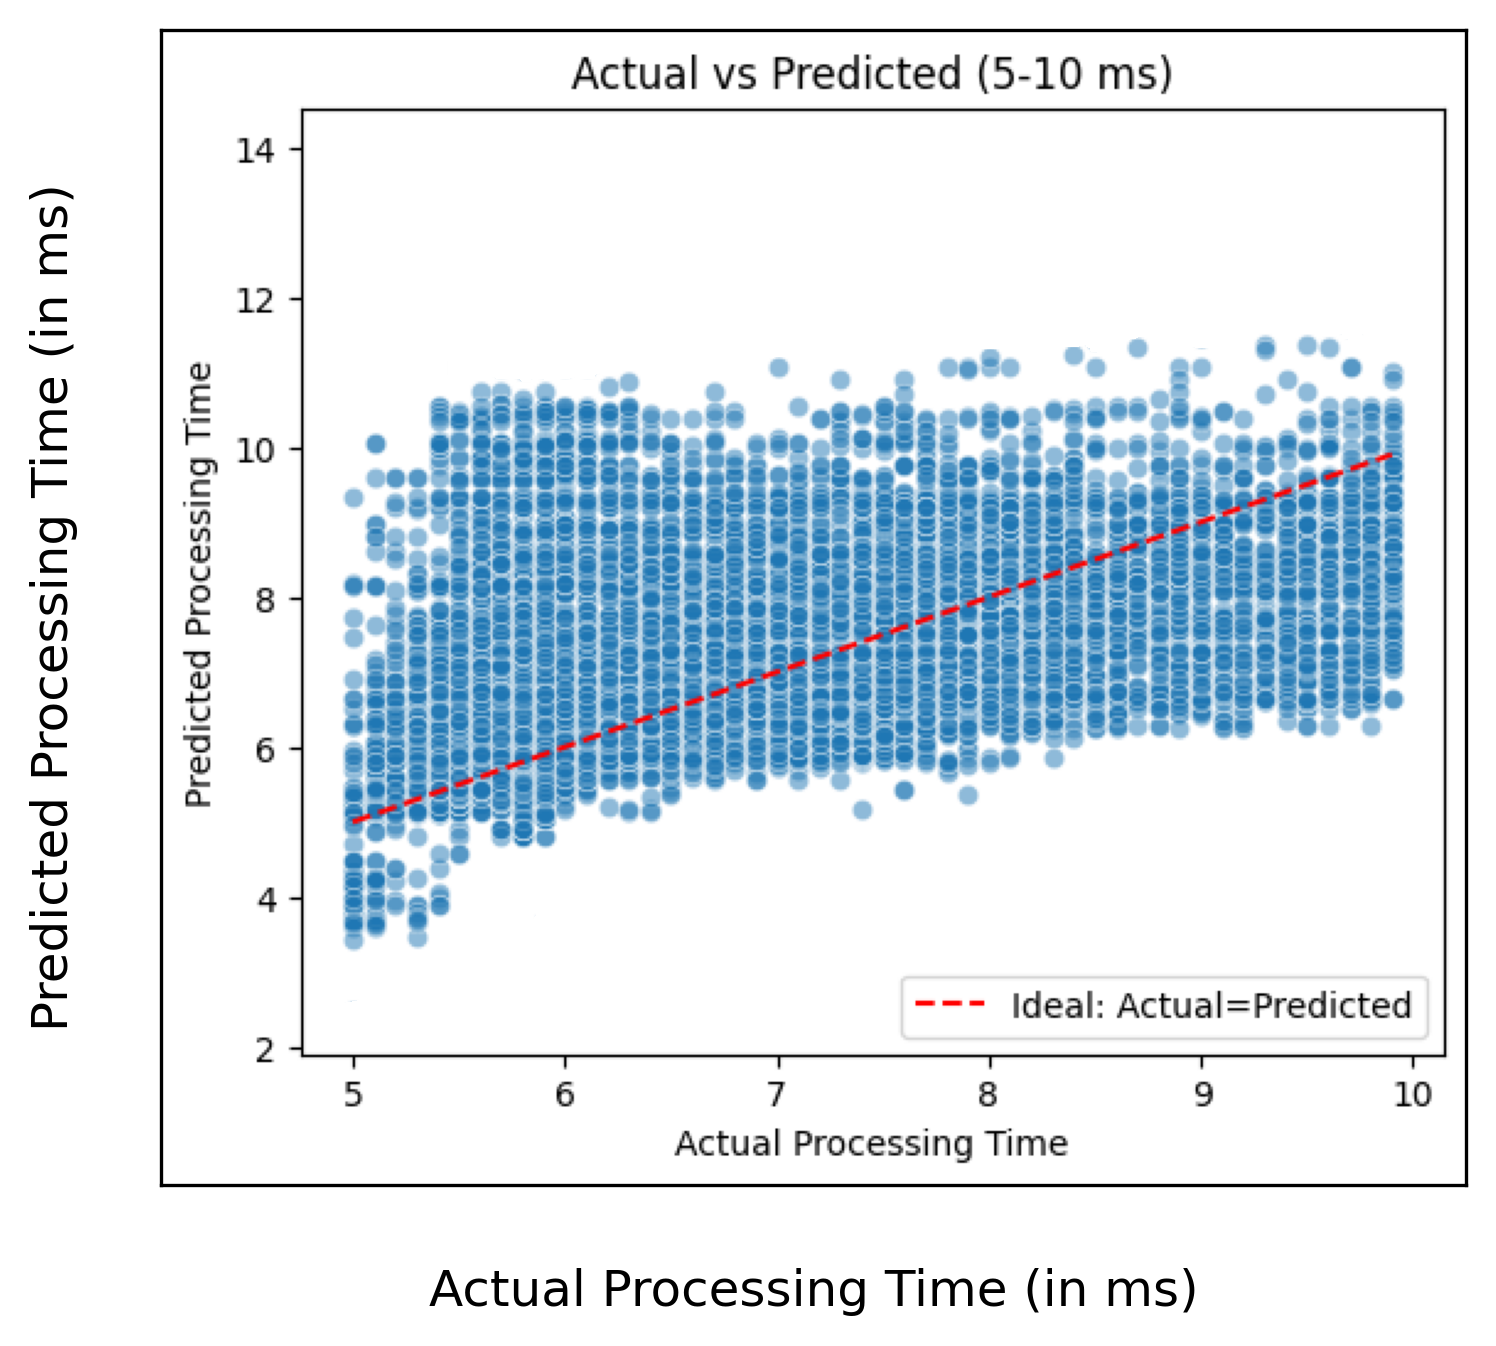 Actual vs Predicted (5-10 ms)
Predicted Processing Time (in ms)
Predicted Processing Time
14
12
10
8
6
4
2
Ideal: Actual=Predicted
5 6 7 8 9 10
Actual Processing Time
Actual Processing Time (in ms)